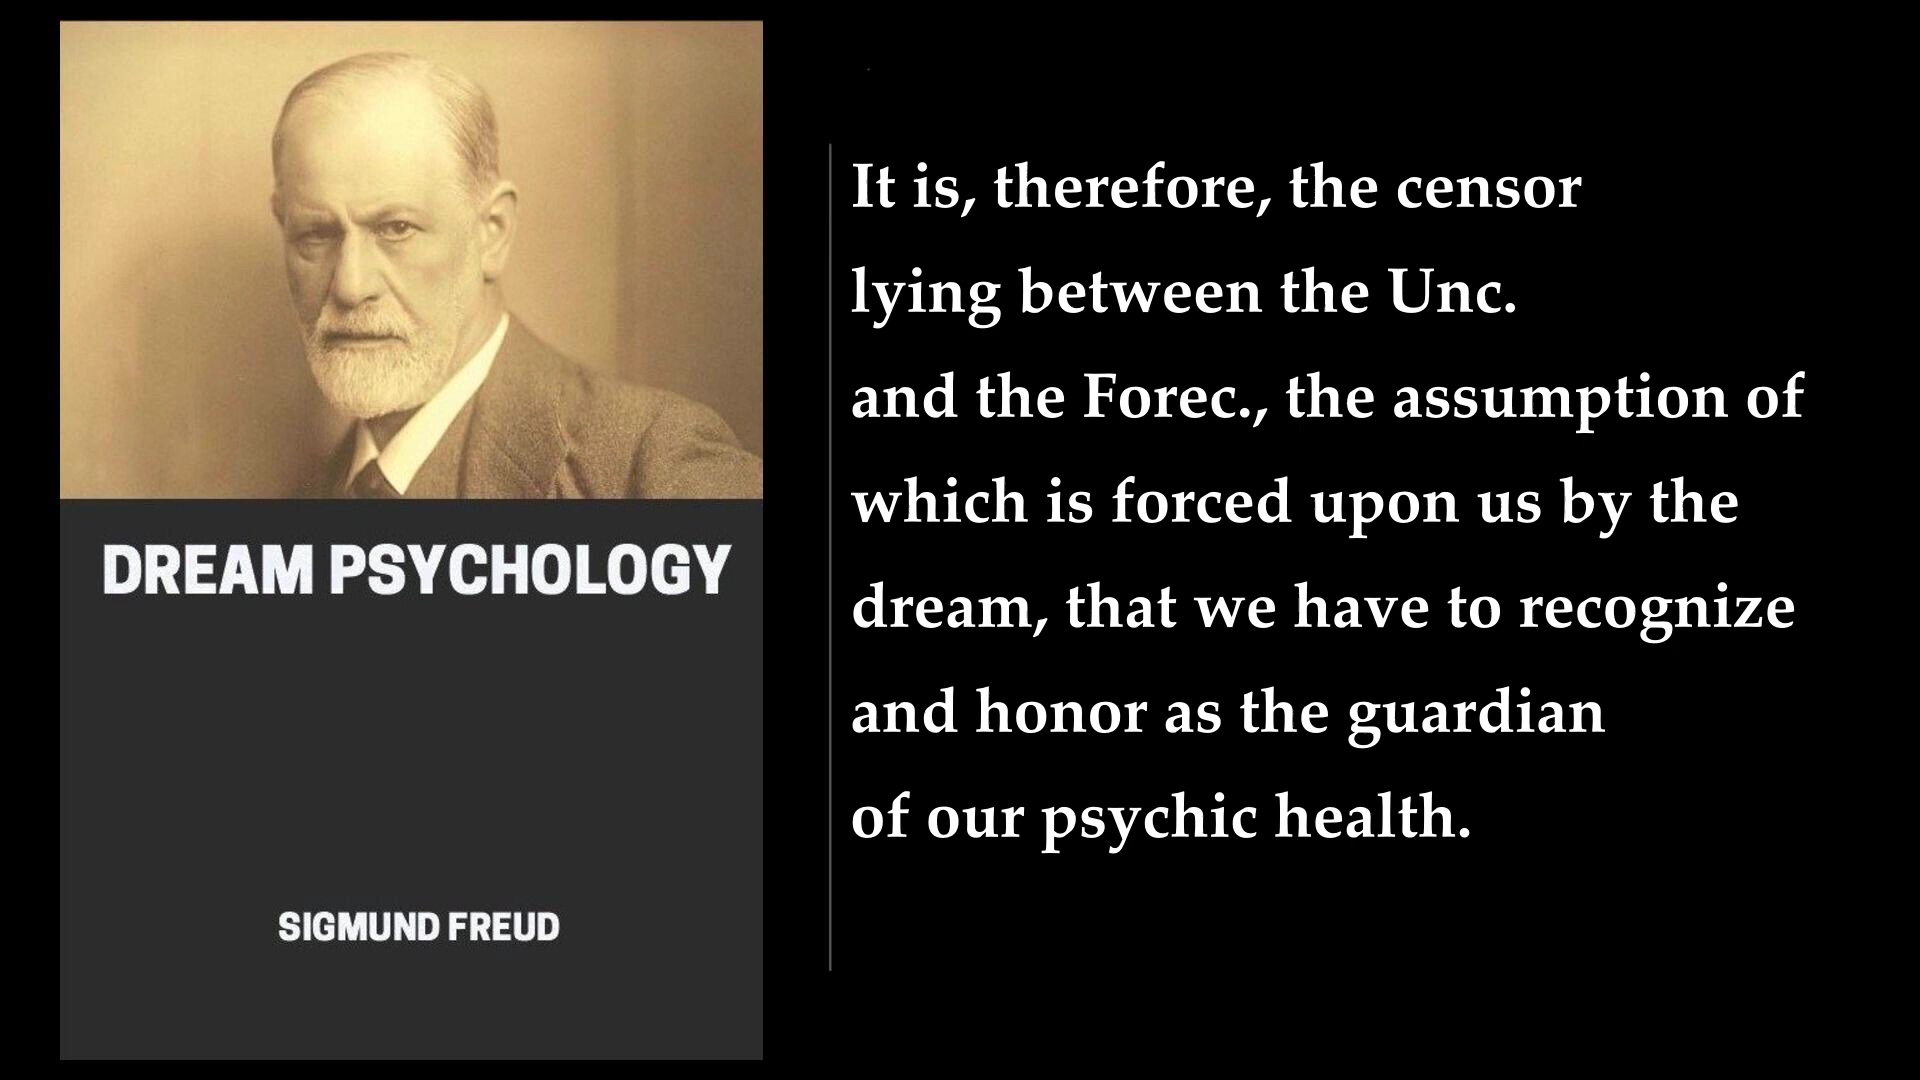 DREAM PSYCHOLOGY
SIGMUND FREUD
It is, therefore, the censor
lying between the Unc.
and the Forec., the assumption of
which is forced upon us by the
dream, that we have to recognize
and honor as the guardian
of our psychic health.